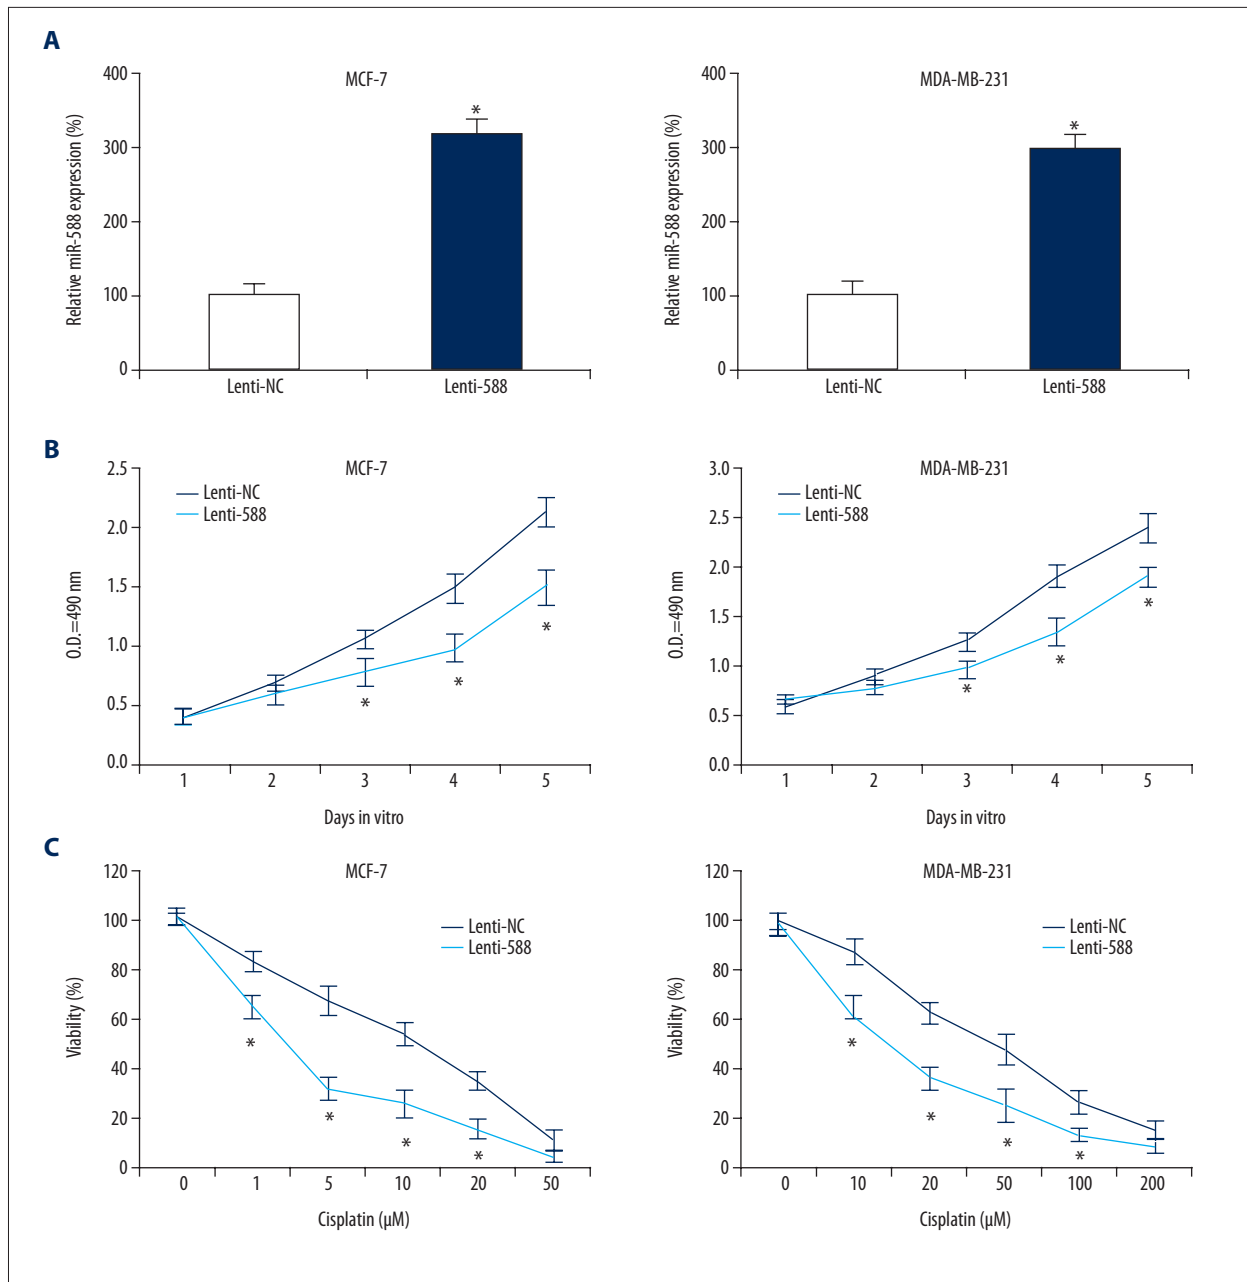 A
MCF-7
Relative miR-588 expression (%)
400
300
200
100
0
*
Lenti-NC
Lenti-588
MDA-MB-231
Relative miR-588 expression (%)
400
300
200
100
0
*
Lenti-NC
Lenti-588
B
MCF-7
O.D.=490 nm
2.5
2.0
1.5
1.0
0.5
0.0
Lenti-NC
Lenti-588
* * *
1 2 3 4 5
Days in vitro
MDA-MB-231
O.D.=490 nm
3.0
2.5
2.0
1.5
1.0
0.5
0.0
Lenti-NC
Lenti-588
* * *
1 2 3 4 5
Days in vitro
C
MCF-7
Viability (%)
120
100
80
60
40
20
0
Lenti-NC
Lenti-588
* * * *
0 1 5 10 20 50
Cisplatin (µM)
MDA-MB-231
Viability (%)
120
100
80
60
40
20
0
Lenti-NC
Lenti-588
* * * *
0 10 20 50 100 200
Cisplatin (µM)